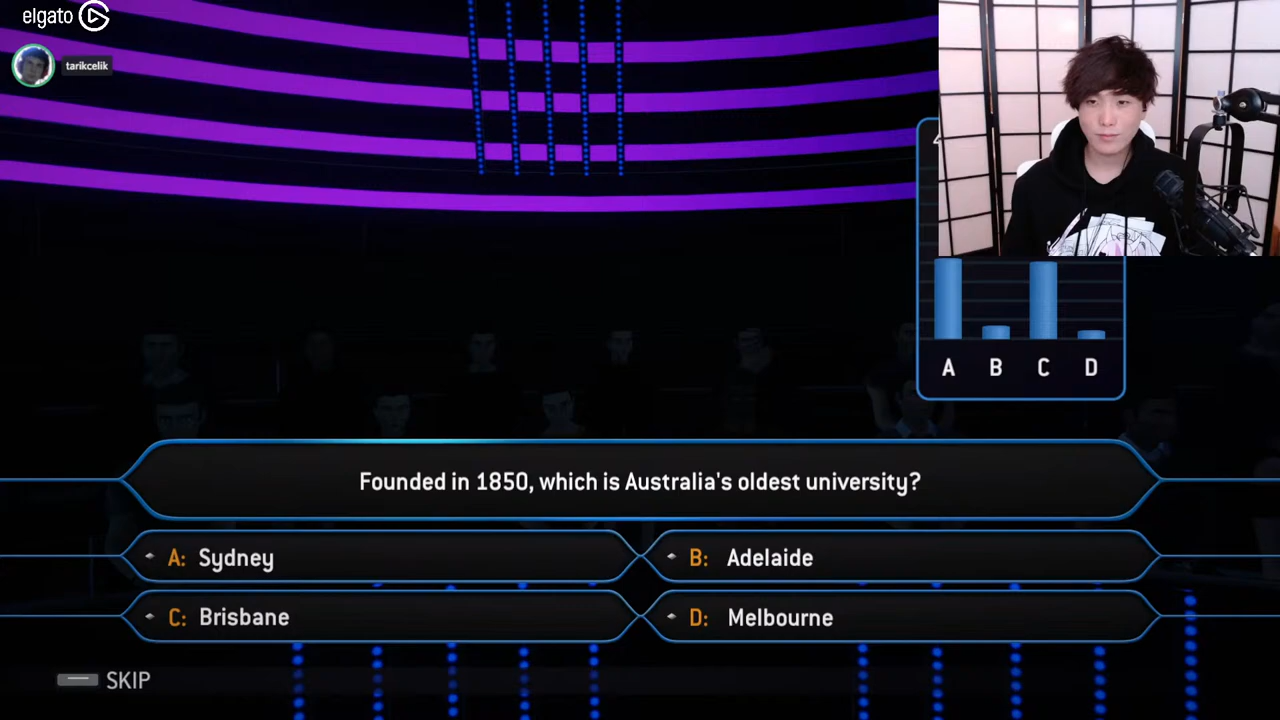 elgato
tarikcelik
A B C D
Founded in 1850, which is Australia's oldest university?
A: Sydney
B: Adelaide
C: Brisbane
D: Melbourne
SKIP